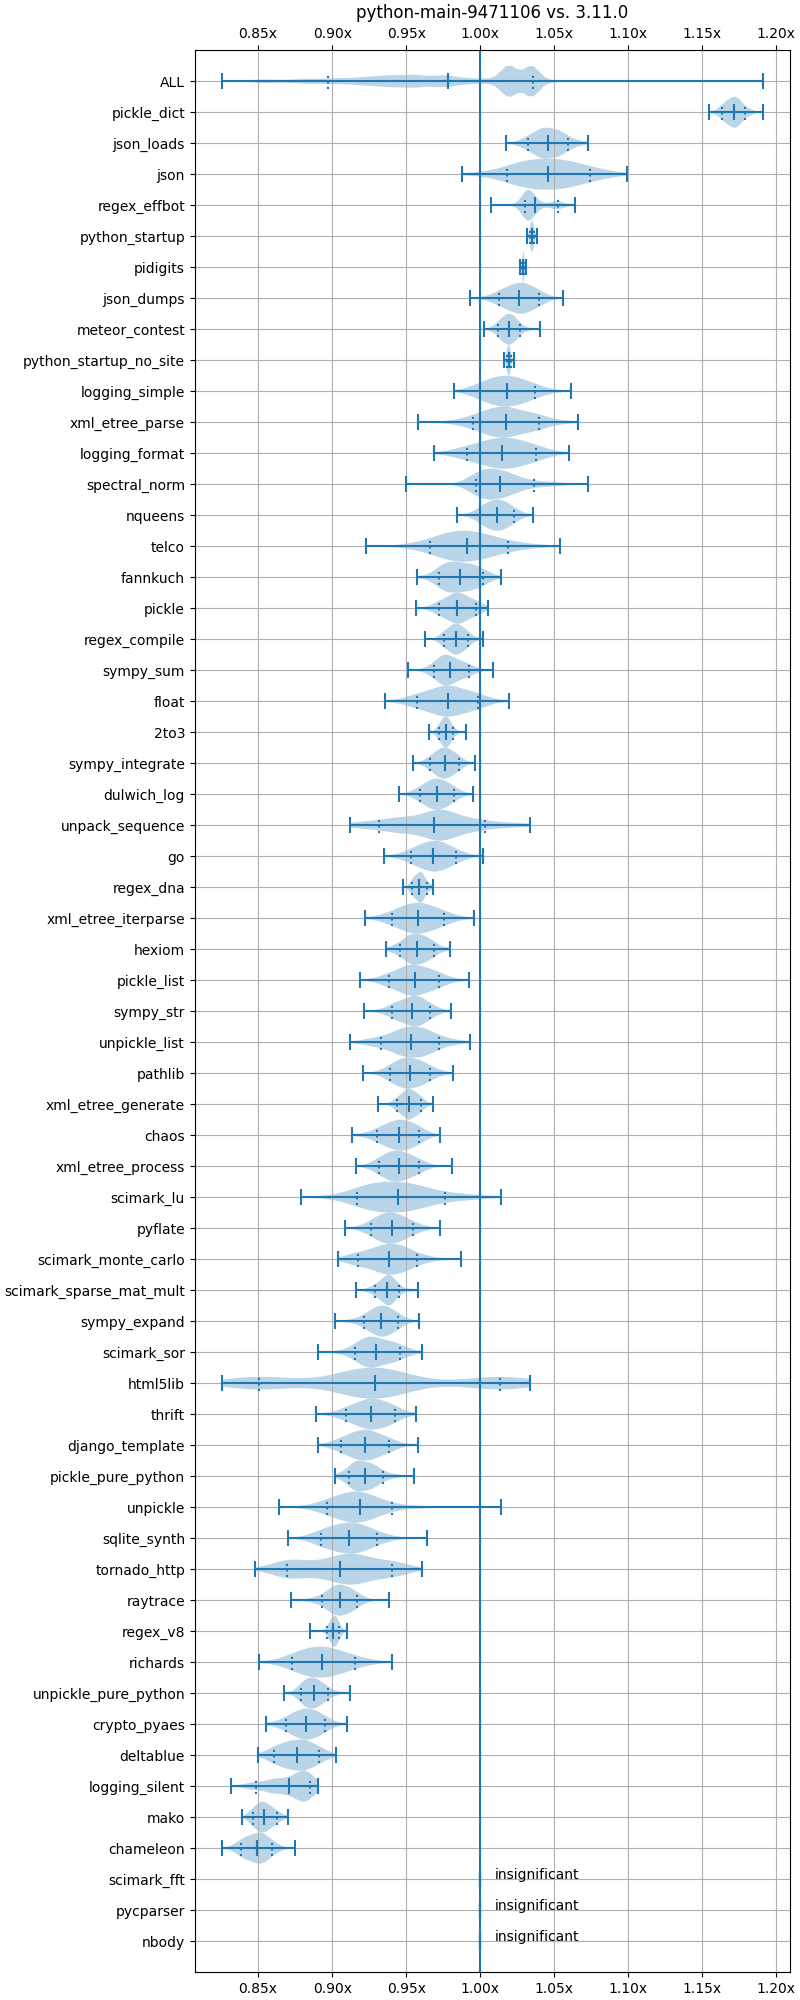 python-main-9471106 vs. 3.11.0
0.85x 0.90x 0.95x 1.00x 1.05x 1.10x 1.15x 1.20x
ALL
pickle_dict
json_loads
json
regex_effbot
python_startup
pidigits
json_dumps
meteor_contest
python_startup_no_site
logging_simple
xml_etree_parse
logging_format
spectral_norm
nqueens
telco
fannkuch
pickle
regex_compile
sympy_sum
float
2to3
sympy_integrate
dulwich_log
unpack_sequence
go
regex_dna
xml_etree_iterparse
hexiom
pickle_list
sympy_str
unpickle_list
pathlib
xml_etree_generate
chaos
xml_etree_process
scimark_lu
pyflate
scimark_monte_carlo
scimark_sparse_mat_mult
sympy_expand
scimark_sor
html5lib
thrift
django_template
pickle_pure_python
unpickle
sqlite_synth
tornado_http
raytrace
regex_v8
richards
unpickle_pure_python
crypto_pyaes
deltablue
logging_silent
mako
chameleon
scimark_fft insignificant
pycparser insignificant
nbody insignificant
0.85x 0.90x 0.95x 1.00x 1.05x 1.10x 1.15x 1.20x